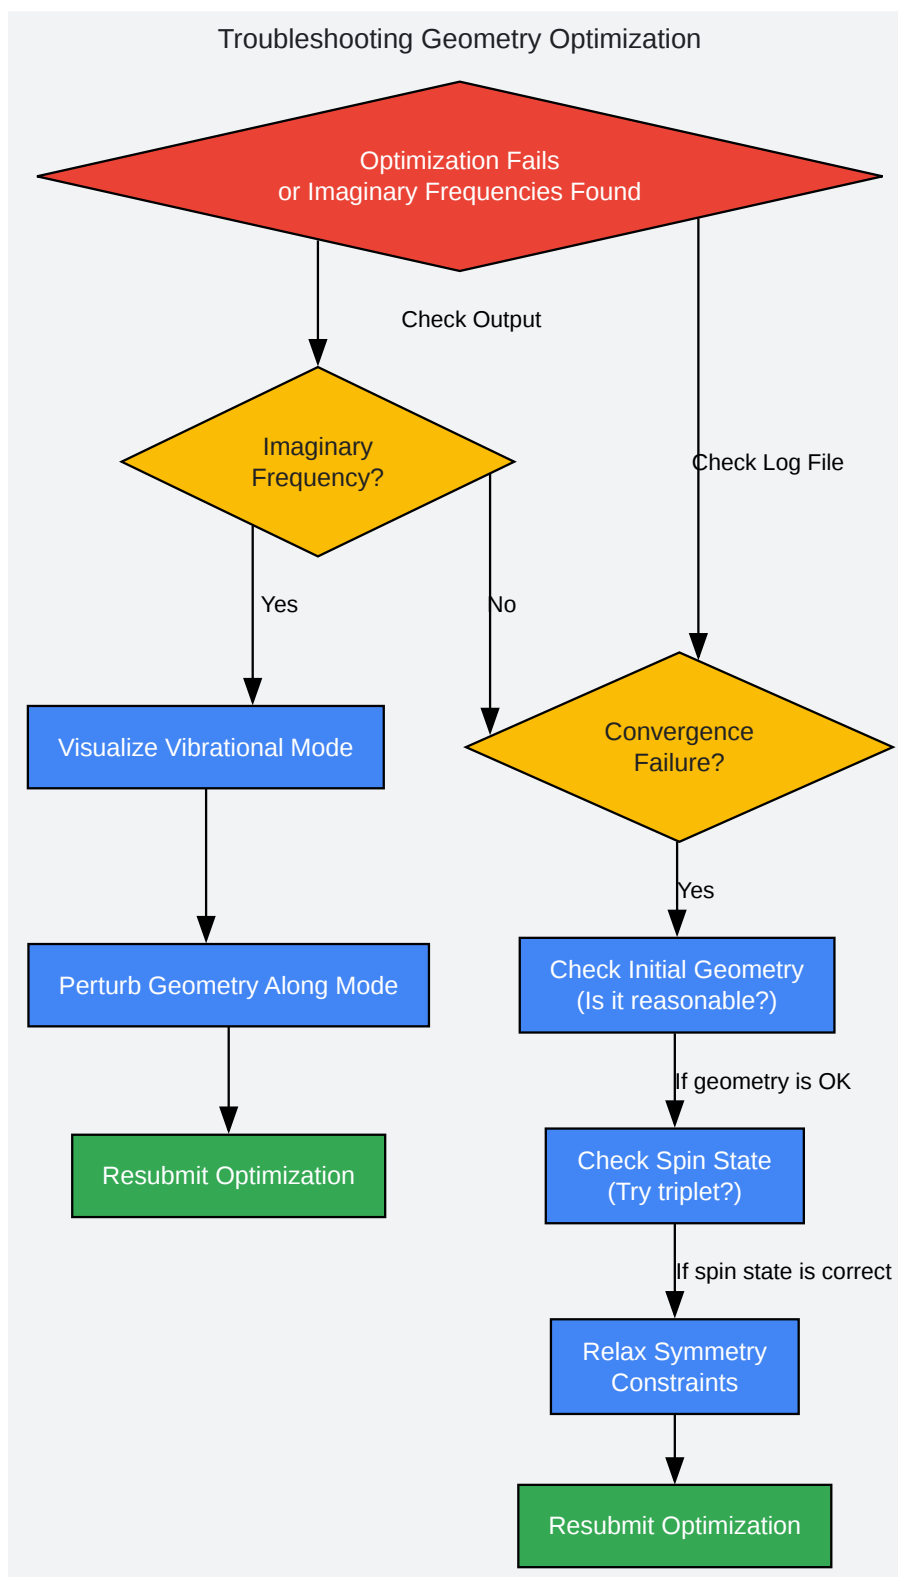 Troubleshooting Geometry Optimization
Optimization Fails
or Imaginary Frequencies Found
Check Output
Imaginary
Frequency?
Check Log File
Yes
No
Visualize Vibrational Mode
Convergence
Failure?
Yes
Perturb Geometry Along Mode
Check Initial Geometry
(Is it reasonable?)
If geometry is OK
Resubmit Optimization
Check Spin State
(Try triplet?)
If spin state is correct
Relax Symmetry
Constraints
Resubmit Optimization